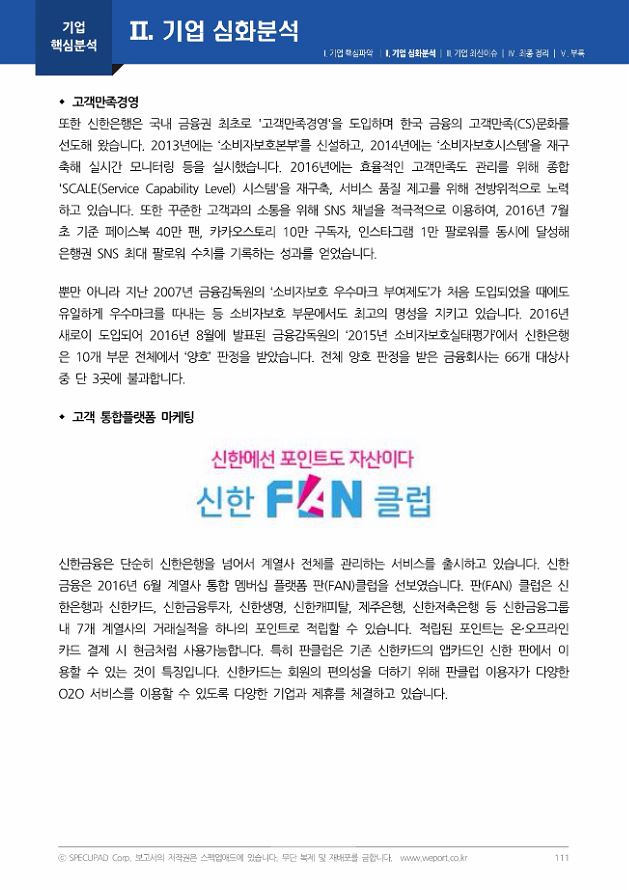 기업
핵심분석
II. 기업 심화분석
I. 기업 핵심파악 | II. 기업 심화분석 | III. 기업 최신이슈 | IV. 최종 정리 | V. 부록
◆ 고객만족경영
또한 신한은행은 국내 금융권 최초로 '고객만족경영'을 도입하며 한국 금융의 고객만족(CS)문화를
선도해 왔습니다. 2013년에는 '소비자보호본부'를 신설하고, 2014년에는 '소비자보호시스템'을 재구
축해 실시간 모니터링 등을 실시했습니다. 2016년에는 효율적인 고객만족도 관리를 위해 종합
'SCALE(Service Capability Level) 시스템'을 재구축, 서비스 품질 제고를 위해 전방위적으로 노력
하고 있습니다. 또한 꾸준한 고객과의 소통을 위해 SNS 채널을 적극적으로 이용하여, 2016년 7월
초 기준 페이스북 40만 팬, 카카오스토리 10만 구독자, 인스타그램 1만 팔로워를 동시에 달성해
은행권 SNS 최대 팔로워 수치를 기록하는 성과를 얻었습니다.
뿐만 아니라 지난 2007년 금융감독원의 '소비자보호 우수마크 부여제도'가 처음 도입되었을 때에도
유일하게 우수마크를 따내는 등 소비자보호 부문에서도 최고의 명성을 지키고 있습니다. 2016년
새로이 도입되어 2016년 8월에 발표된 금융감독원의 '2015년 소비자보호실태평가'에서 신한은행
은 10개 부문 전체에서 '양호' 판정을 받았습니다. 전체 양호 판정을 받은 금융회사는 66개 대상사
중 단 3곳에 불과합니다.
◆ 고객 통합플랫폼 마케팅
신한에선 포인트도 자산이다
신한 FAN 클럽
신한금융은 단순히 신한은행을 넘어서 계열사 전체를 관리하는 서비스를 출시하고 있습니다. 신한
금융은 2016년 6월 계열사 통합 멤버십 플랫폼 판(FAN)클럽을 선보였습니다. 판(FAN) 클럽은 신
한은행과 신한카드, 신한금융투자, 신한생명, 신한캐피탈, 제주은행, 신한저축은행 등 신한금융그룹
내 7개 계열사의 거래실적을 하나의 포인트로 적립할 수 있습니다. 적립된 포인트는 온·오프라인
카드 결제 시 현금처럼 사용가능합니다. 특히 판클럽은 기존 신한카드의 앱카드인 신한 판에서 이
용할 수 있는 것이 특징입니다. 신한카드는 회원의 편의성을 더하기 위해 판클럽 이용자가 다양한
O2O 서비스를 이용할 수 있도록 다양한 기업과 제휴를 체결하고 있습니다.
ⓒ SPECUPAD Corp. 보고서의 저작권은 스펙업애드에 있습니다. 무단 복제 및 재배포를 금합니다. www.weport.co.kr
111